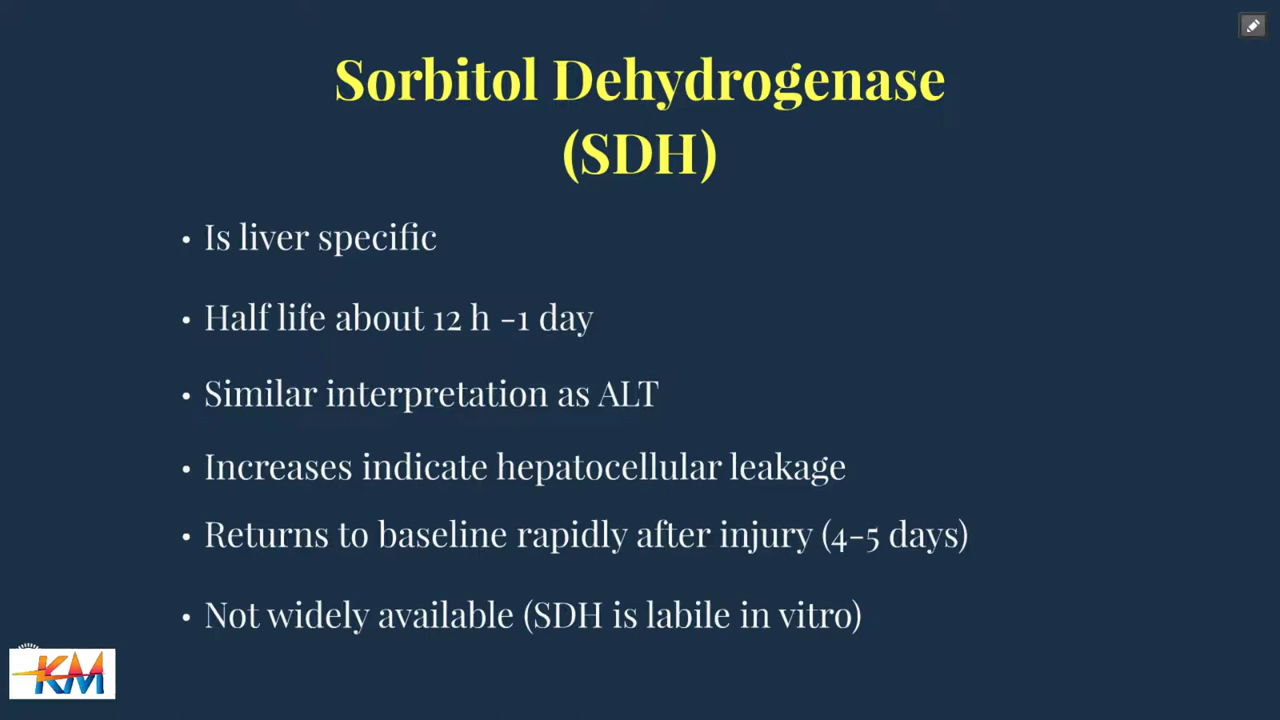 Sorbitol Dehydrogenase
(SDH)
• Is liver specific
• Half life about 12 h -1 day
• Similar interpretation as ALT
• Increases indicate hepatocellular leakage
• Returns to baseline rapidly after injury (4-5 days)
• Not widely available (SDH is labile in vitro)
KM